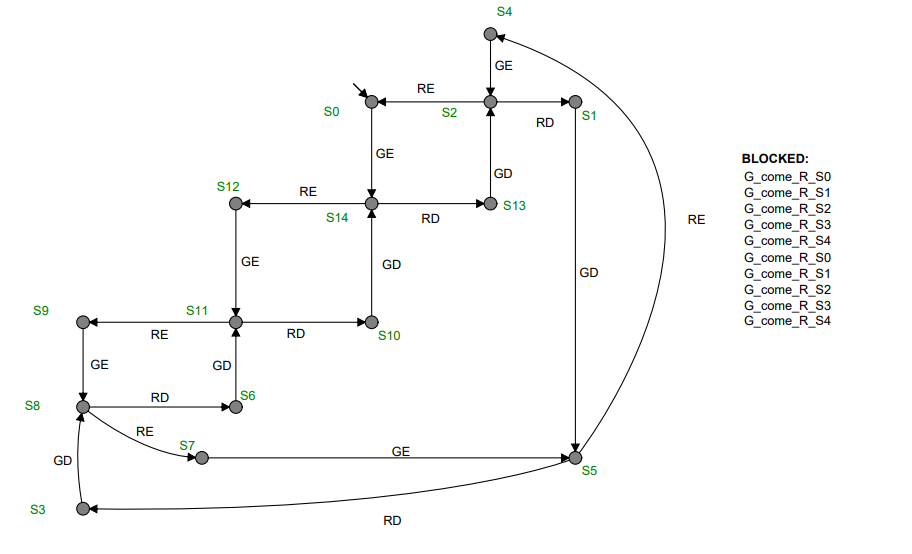 S4
GE
RE
S0
S2
S1
RD
GE
GD
S12
RE
S14
RD
S13
RE
GE
GD
GD
S9
S11
RE
RD
S10
GE
GD
S8
RD
S6
RE
S7
GE
S5
GD
S3
RD
BLOCKED:
G_come_R_S0
G_come_R_S1
G_come_R_S2
G_come_R_S3
G_come_R_S4
G_come_R_S0
G_come_R_S1
G_come_R_S2
G_come_R_S3
G_come_R_S4